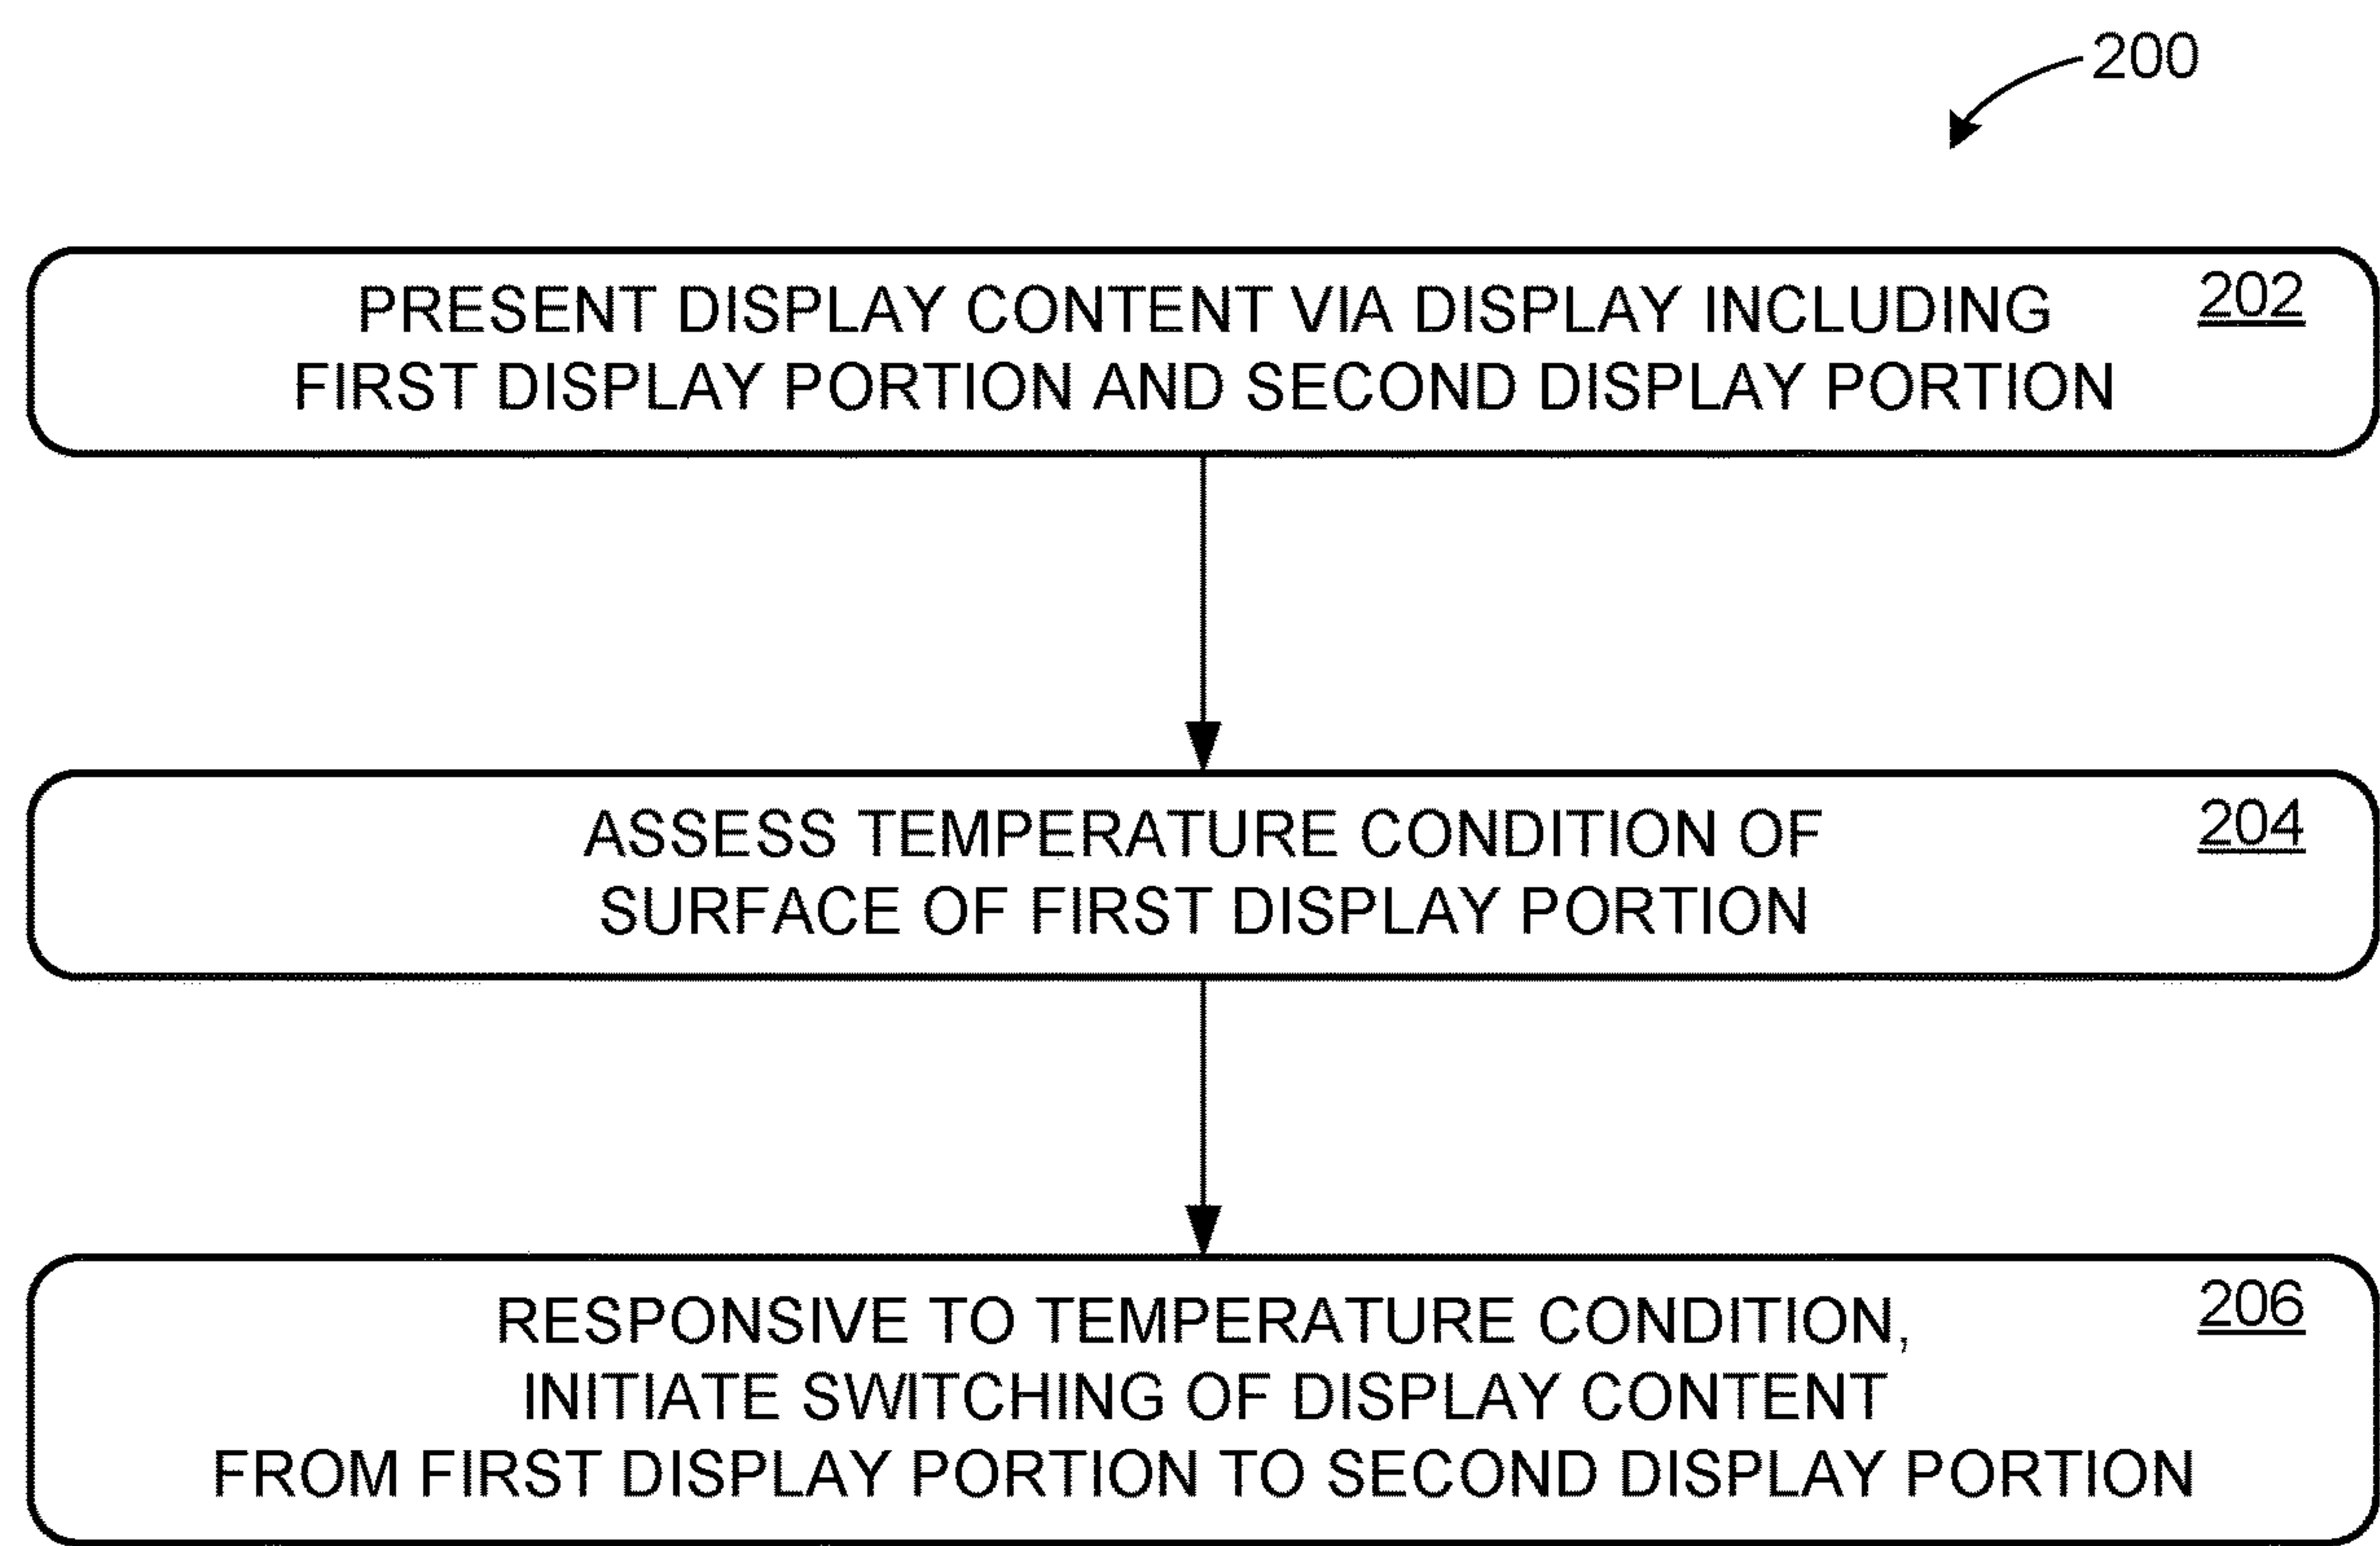 200
202
PRESENT DISPLAY CONTENT VIA DISPLAY INCLUDING
FIRST DISPLAY PORTION AND SECOND DISPLAY PORTION
204
ASSESS TEMPERATURE CONDITION OF
SURFACE OF FIRST DISPLAY PORTION
206
RESPONSIVE TO TEMPERATURE CONDITION,
INITIATE SWITCHING OF DISPLAY CONTENT
FROM FIRST DISPLAY PORTION TO SECOND DISPLAY PORTION